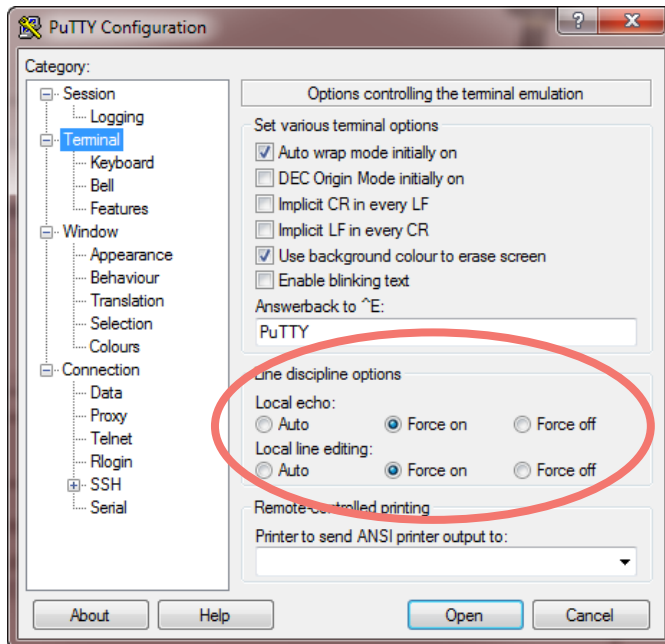 PuTTY Configuration
?
X
Category:
Session
Logging
Terminal
Keyboard
Bell
Features
Window
Appearance
Behaviour
Translation
Selection
Colours
Connection
Data
Proxy
Telnet
Rlogin
SSH
Serial
Options controlling the terminal emulation
Set various terminal options
Auto wrap mode initially on
DEC Origin Mode initially on
Implicit CR in every LF
Implicit LF in every CR
Use background colour to erase screen
Enable blinking text
Answerback to ^E:
PuTTY
Line discipline options
Local echo:
Auto Force on Force off
Local line editing:
Auto Force on Force off
Remote-controlled printing
Printer to send ANSI printer output to:
About Help Open Cancel